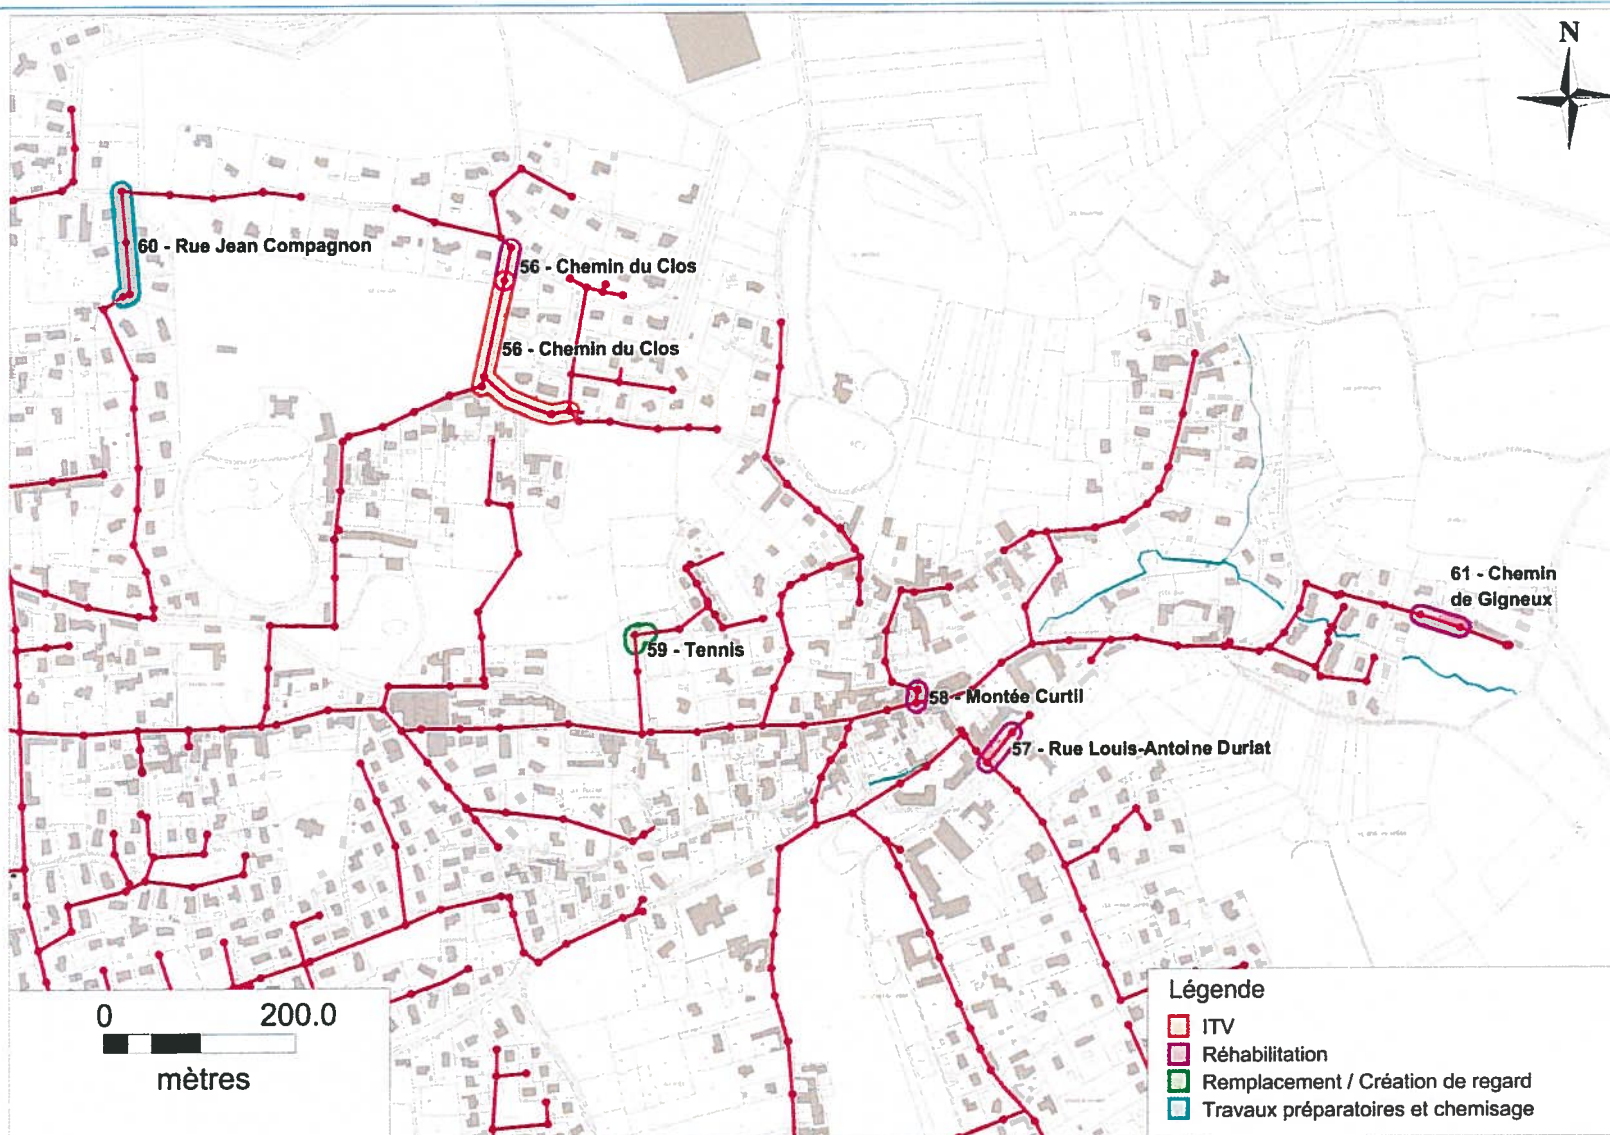 N
60 - Rue Jean Compagnon
56 - Chemin du Clos
56 - Chemin du Clos
61 - Chemin
de Gigneux
59 - Tennis
58 - Montée Curtil
57 - Rue Louis-Antoine Duriat
0 200.0
mètres
Légende
ITV
Réhabilitation
Remplacement / Création de regard
Travaux préparatoires et chemisage